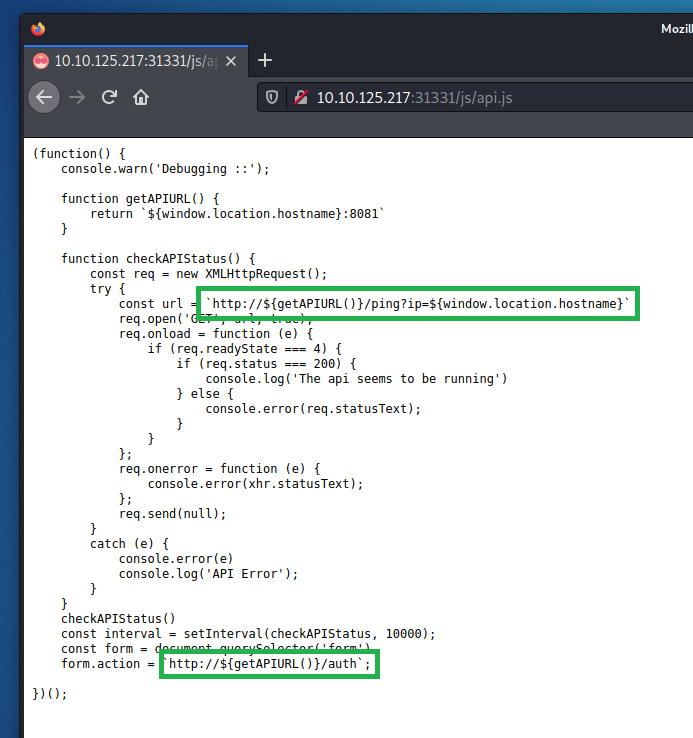 Mozil
10.10.125.217:31331/js/ap
10.10.125.217:31331/js/api.js
(function() {
    console.warn('Debugging ::');

    function getAPIURL() {
        return `${window.location.hostname}:8081`
    }

    function checkAPIStatus() {
        const req = new XMLHttpRequest();
        try {
            const url = `http://${getAPIURL()}/ping?ip=${window.location.hostname}`
            req.open('GET', url, true);
            req.onload = function (e) {
                if (req.readyState === 4) {
                    if (req.status === 200) {
                        console.log('The api seems to be running')
                    } else {
                        console.error(req.statusText);
                    }
                }
            };
            req.onerror = function (e) {
                console.error(xhr.statusText);
            };
            req.send(null);
        }
        catch (e) {
            console.error(e)
            console.log('API Error');
        }
    }
    checkAPIStatus()
    const interval = setInterval(checkAPIStatus, 10000);
    const form = document.querySelector('form')
    form.action = `http://${getAPIURL()}/auth`;

})();